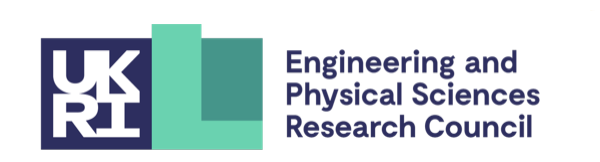 UK
RI
Engineering and
Physical Sciences
Research Council